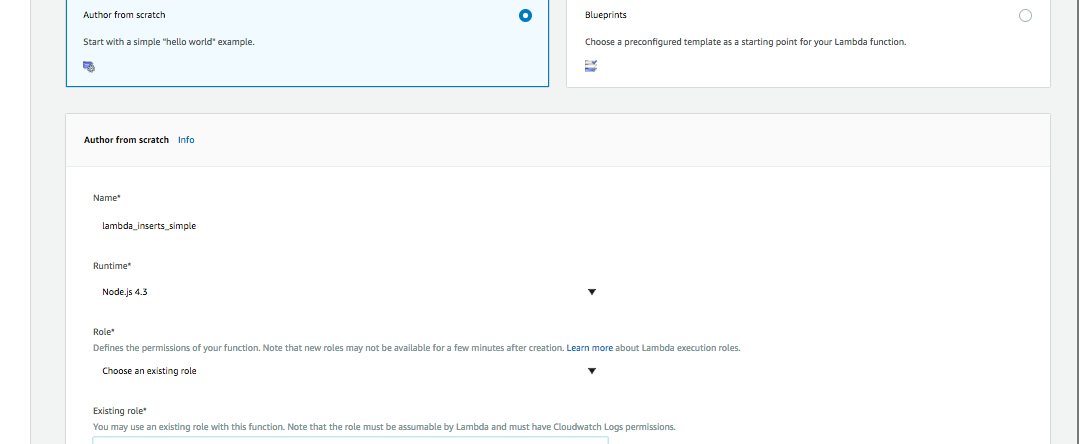 Author from scratch
Start with a simple "hello world" example.
Blueprints
Choose a preconfigured template as a starting point for your Lambda function.
Author from scratch Info
Name*
lambda_inserts_simple
Runtime*
Node.js 4.3
Role*
Defines the permissions of your function. Note that new roles may not be available for a few minutes after creation. Learn more about Lambda execution roles.
Choose an existing role
Existing role*
You may use an existing role with this function. Note that the role must be assumable by Lambda and must have Cloudwatch Logs permissions.